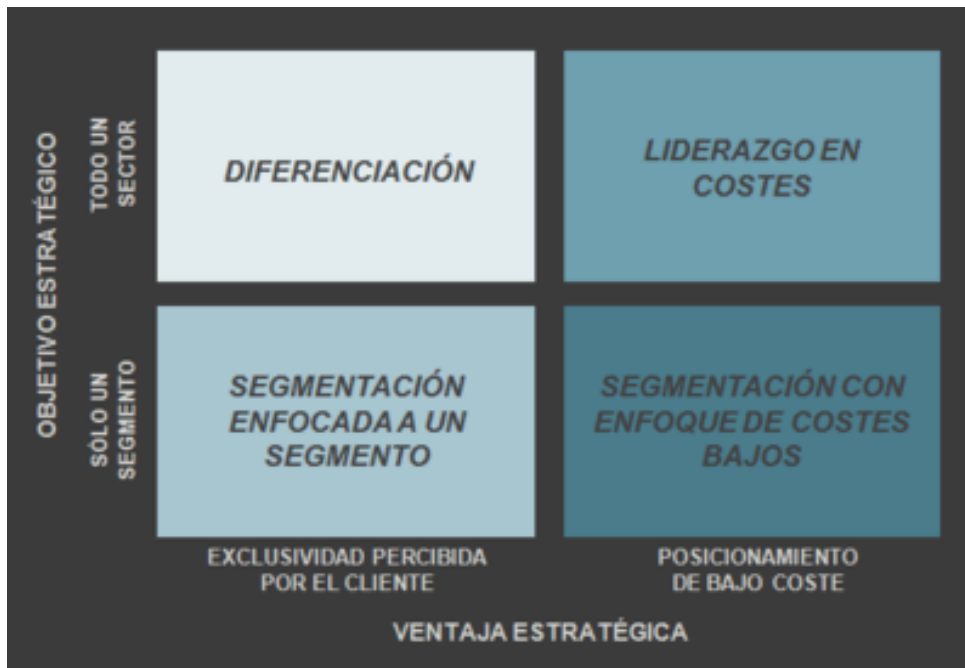 OBJETIVO ESTRATÉGICO
TODO UN
SECTOR
DIFERENCIACIÓN
LIDERAZGO EN
COSTES
SÓLO UN
SEGMENTO
SEGMENTACIÓN
ENFOCADA A UN
SEGMENTO
SEGMENTACIÓN CON
ENFOQUE DE COSTES
BAJOS
EXCLUSIVIDAD PERCIBIDA
POR EL CLIENTE
POSICIONAMIENTO
DE BAJO COSTE
VENTAJA ESTRATÉGICA